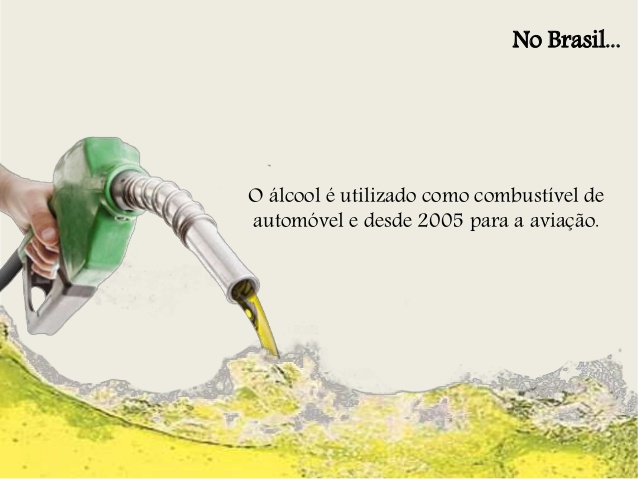 No Brasil...
O álcool é utilizado como combustível de
automóvel e desde 2005 para a aviação.